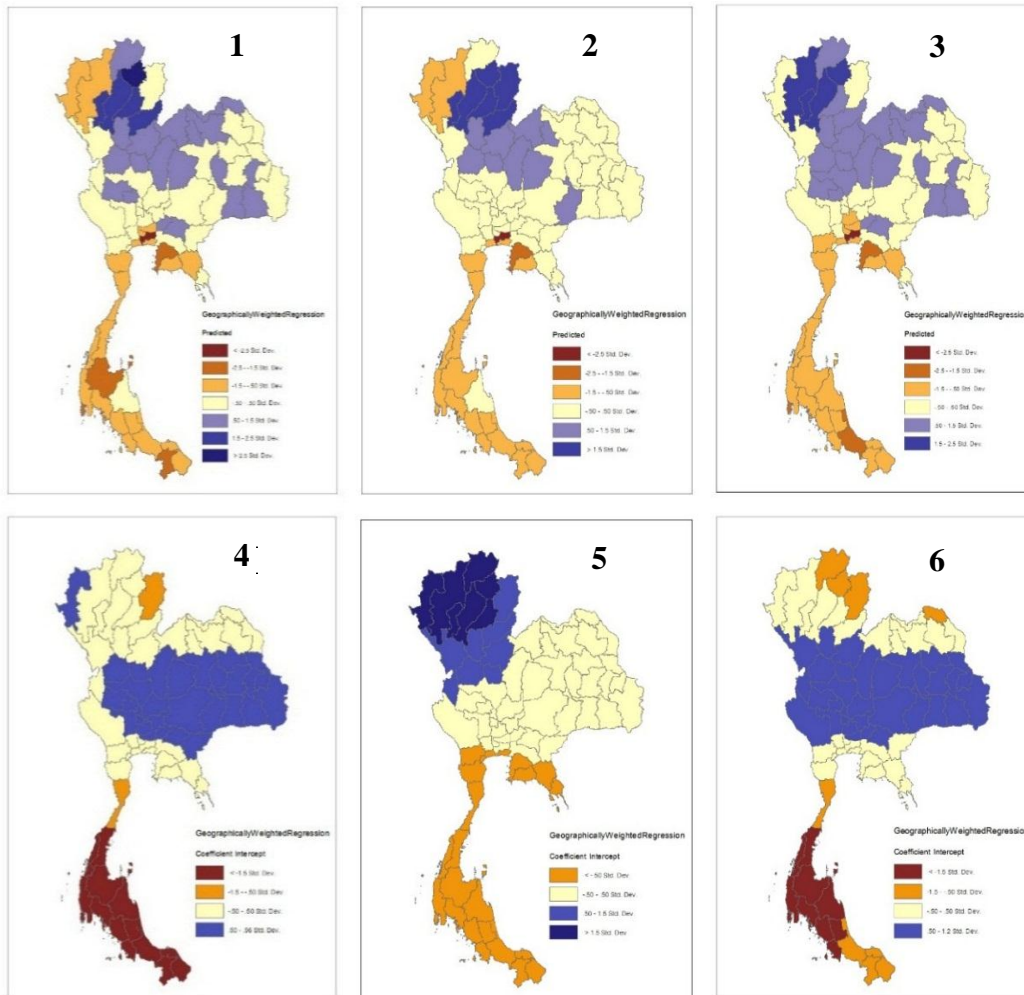 1
2
3
GeographicallyWeightedRegression
Predicted
< -2.5 Std. Dev.
-2.5 - -1.5 Std. Dev.
-1.5 - -.50 Std. Dev.
-.50 - .50 Std. Dev.
.50 - 1.5 Std. Dev.
1.5 - 2.5 Std. Dev.
> 2.5 Std. Dev.
GeographicallyWeightedRegression
Predicted
< -2.5 Std. Dev.
-2.5 - -1.5 Std. Dev.
-1.5 - -.50 Std. Dev.
-.50 - .50 Std. Dev.
.50 - 1.5 Std. Dev.
> 1.5 Std. Dev.
GeographicallyWeightedRegression
Predicted
< -2.5 Std. Dev.
-2.5 - -1.5 Std. Dev.
-1.5 - -.50 Std. Dev.
-.50 - .50 Std. Dev.
.50 - 1.5 Std. Dev.
1.5 - 2.5 Std. Dev.
4
5
6
GeographicallyWeightedRegression
Coefficient Intercept
< -1.5 Std. Dev.
-1.5 - -.50 Std. Dev.
-.50 - .50 Std. Dev.
Std. Dev.
GeographicallyWeightedRegression
Coefficient Intercept
< -.50 Std. Dev.
-.50 - .50 Std. Dev.
.50 - 1.5 Std. Dev.
> 1.5 Std. Dev.
GeographicallyWeightedRegression
Coefficient Intercept
< -1.5 Std. Dev.
-1.5 - -.50 Std. Dev.
-.50 - .50 Std. Dev.
.50 - 1.2 Std. Dev.